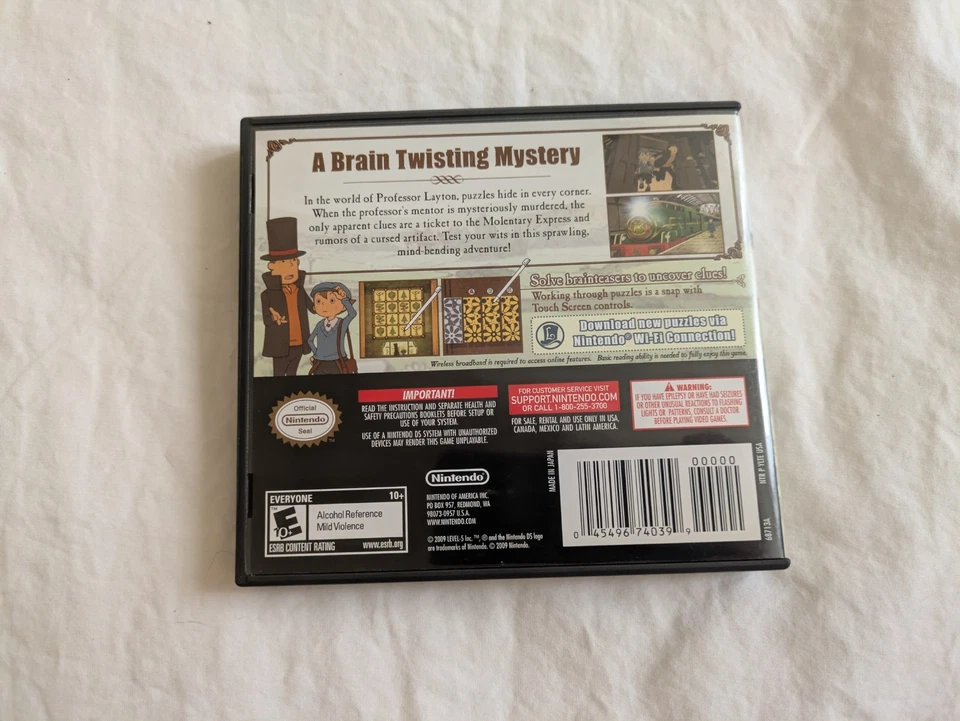 A Brain Twisting Mystery
In the world of Professor Layton, puzzles hide in every corner.
When the professor's mentor is mysteriously murdered, the
only apparent clues are a ticket to the Molentary Express and
rumors of a cursed artifact. Test your wits in this sprawling,
mind-bending adventure!
Solve brainteasers to uncover clues!
Working through puzzles is a snap with
Touch Screen controls.
Download new puzzles via
Nintendo® Wi-Fi Connection!
Wireless broadband is required to access online features. Basic reading ability is needed to fully enjoy this game.
Official
Nintendo
Seal
IMPORTANT!
READ THE INSTRUCTION AND SEPARATE HEALTH AND
SAFETY PRECAUTIONS BOOKLETS BEFORE SETUP OR
USE OF YOUR SYSTEM.
USE OF A NINTENDO DS SYSTEM WITH UNAUTHORIZED
DEVICES MAY RENDER THIS GAME UNPLAYABLE.
FOR CUSTOMER SERVICE VISIT
SUPPORT.NINTENDO.COM
OR CALL 1-800-255-3700
FOR SALE, RENTAL AND USE ONLY IN USA,
CANADA, MEXICO AND LATIN AMERICA.
WARNING:
IF YOU HAVE EPILEPSY OR HAVE HAD SEIZURES
OR OTHER UNUSUAL REACTIONS TO FLASHING
LIGHTS OR PATTERNS, CONSULT A DOCTOR
BEFORE PLAYING VIDEO GAMES.
EVERYONE 10+
E
10+
Alcohol Reference
Mild Violence
ESRB CONTENT RATING www.esrb.org
Nintendo
NINTENDO OF AMERICA INC.
PO BOX 957, REDMOND, WA
98073-0957 U.S.A.
WWW.NINTENDO.COM
© 2009 LEVEL-5 Inc. ™, ® and the Nintendo DS logo
are trademarks of Nintendo. © 2009 Nintendo.
MADE IN JAPAN
00000
0 45496 74039 9
NTR P YLTE USA
68713A